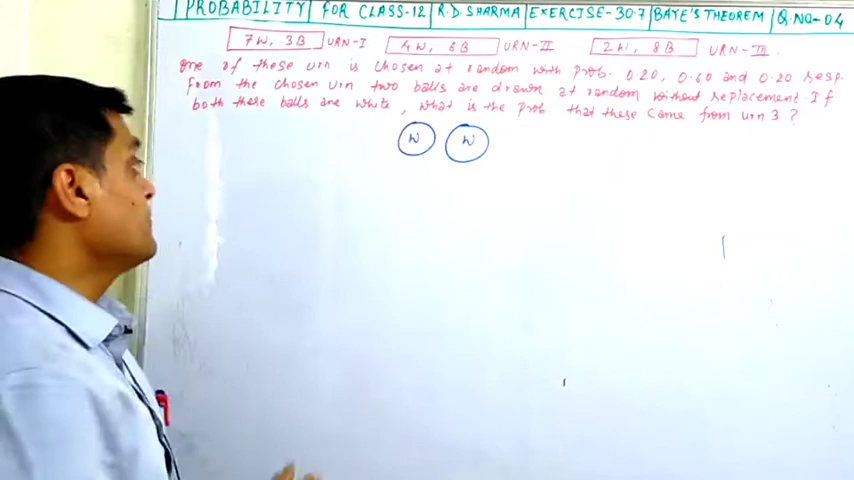 PROBABILITY FOR CLASS-12 R.D. SHARMA EXERCISE-30.7 BAYE'S THEOREM Q.NO-04
7W, 3B URN-I 4W, 6B URN-II 2W, 8B URN-III.
one of these urn is chosen at random with prob. 0.20, 0.60 and 0.20 resp.
From the chosen urn two balls are drawn at random without replacement. If
both these balls are white, what is the prob. that these came from urn 3?
W W